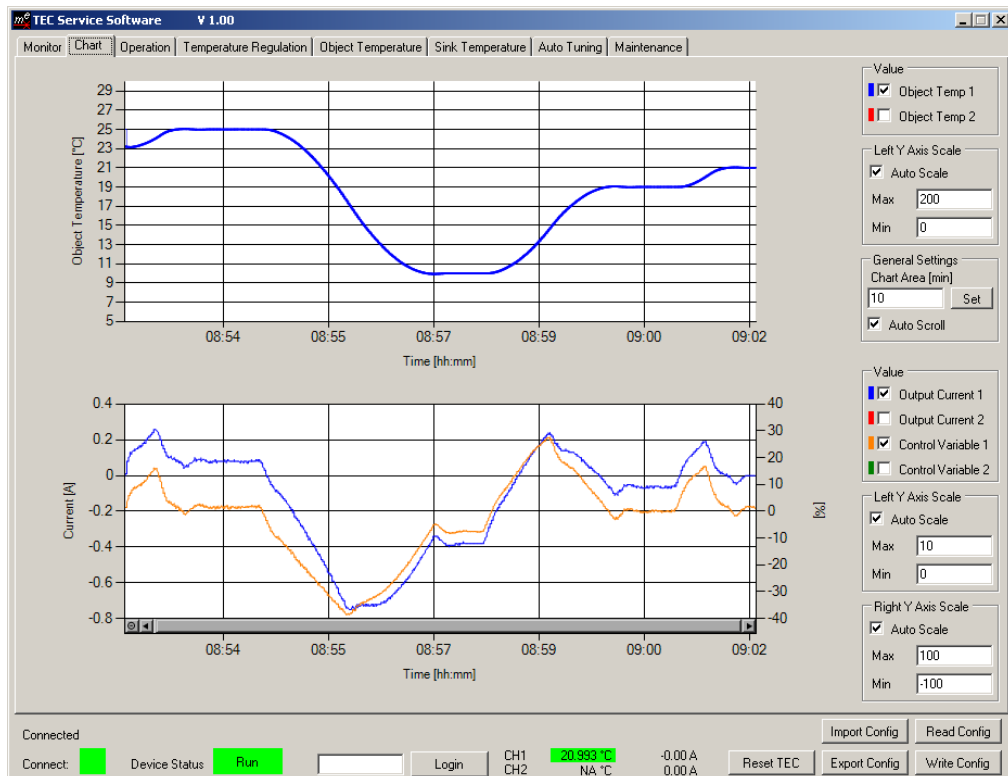 me TEC Service Software V 1.00
Monitor Chart Operation Temperature Regulation Object Temperature Sink Temperature Auto Tuning Maintenance
Object Temperature [°C]
29
27
25
23
21
19
17
15
13
11
9
7
5
08:54 08:55 08:57 08:59 09:00 09:02
Time [hh:mm]
Value
Object Temp 1
Object Temp 2
Left Y Axis Scale
Auto Scale
Max 200
Min 0
General Settings
Chart Area [min]
10 Set
Auto Scroll
Current [A]
0.4
0.2
0
-0.2
-0.4
-0.6
-0.8
40
30
20
10
0
-10
-20
-30
-40
[%]
08:54 08:55 08:57 08:59 09:00 09:02
Time [hh:mm]
Value
Output Current 1
Output Current 2
Control Variable 1
Control Variable 2
Left Y Axis Scale
Auto Scale
Max 10
Min 0
Right Y Axis Scale
Auto Scale
Max 100
Min -100
Connected
Connect: Device Status Run Login
CH1 20.993 °C -0.00 A
CH2 NA °C 0.00 A
Reset TEC
Import Config Read Config
Export Config Write Config